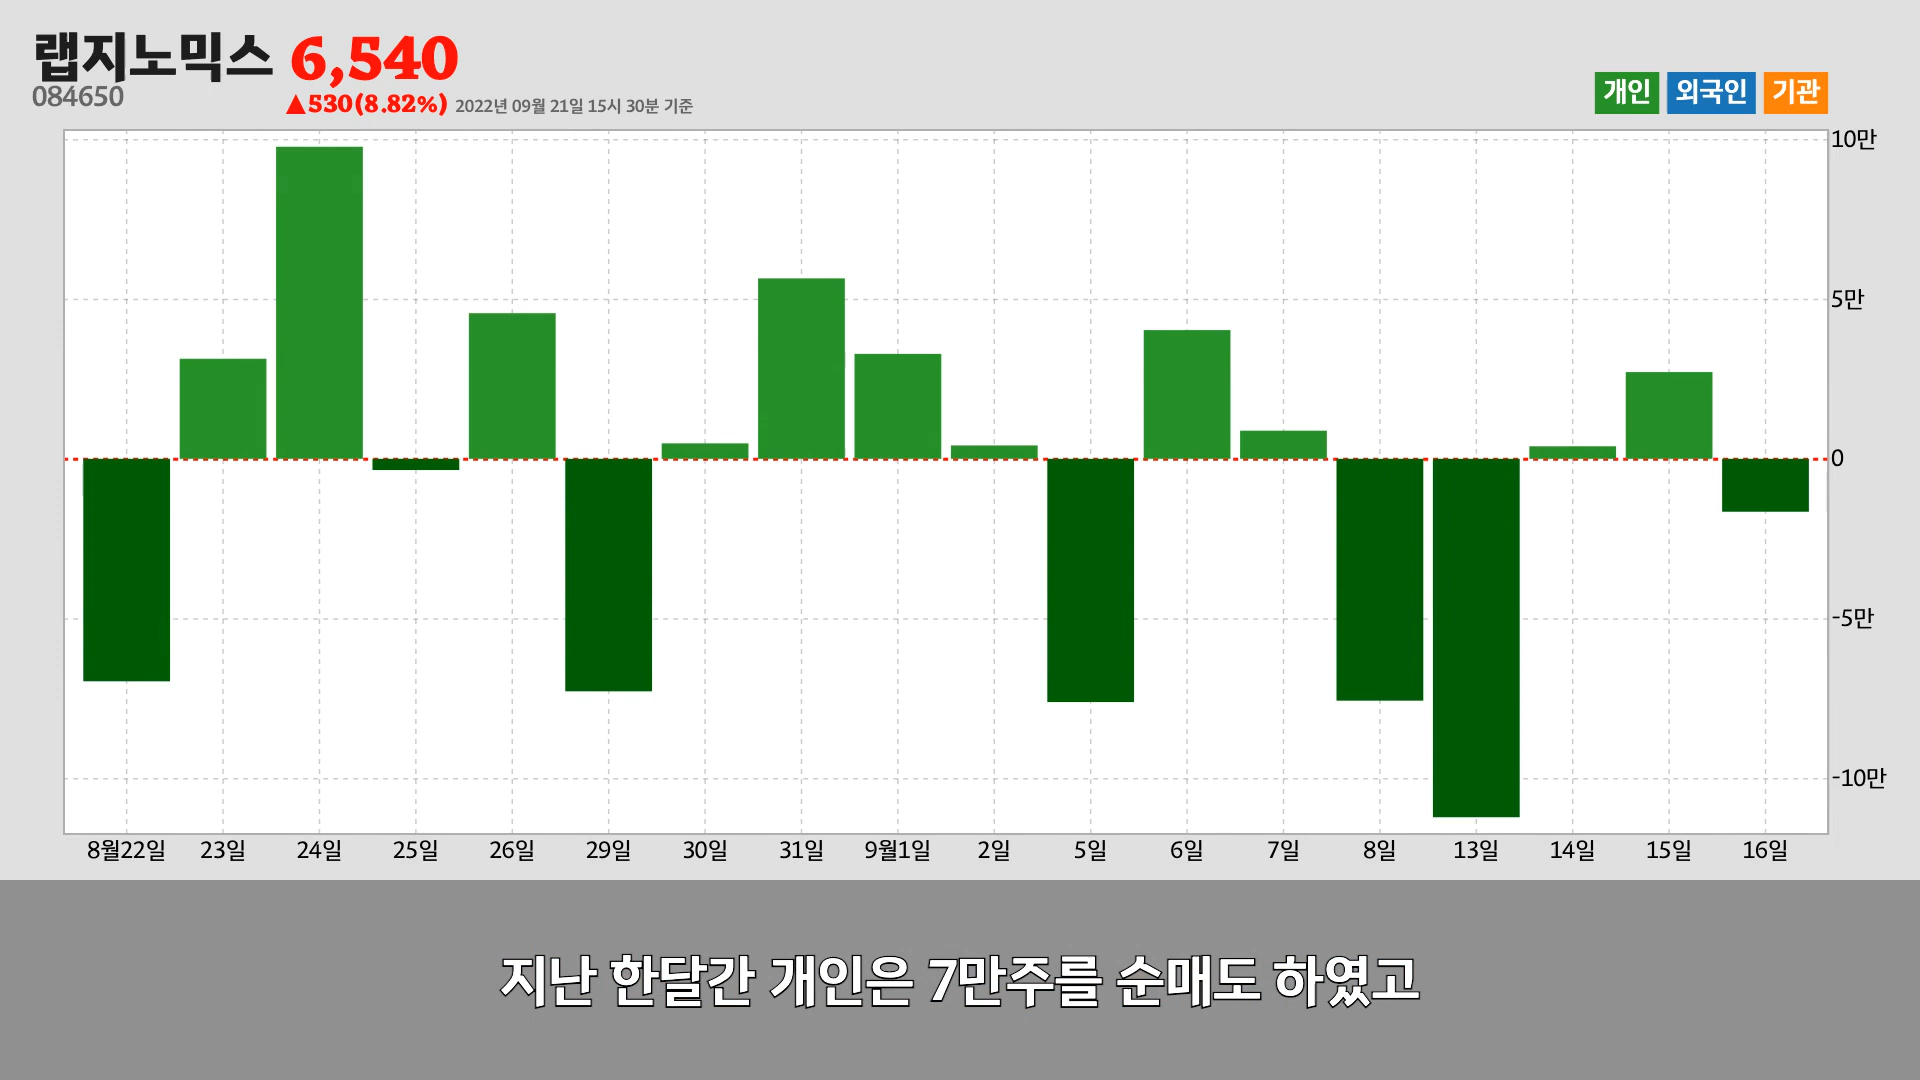 랩지노믹스 6,540
084650
▲530(8.82%) 2022년 09월 21일 15시 30분 기준
개인 외국인 기관
10만
5만
0
-5만
-10만
8월22일 23일 24일 25일 26일 29일 30일 31일 9월1일 2일 5일 6일 7일 8일 13일 14일 15일 16일
지난 한달간 개인은 7만주를 순매도 하였고